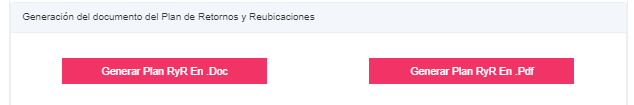 Generación del documento del Plan de Retornos y Reubicaciones
Generar Plan RyR En .Doc
Generar Plan RyR En .Pdf